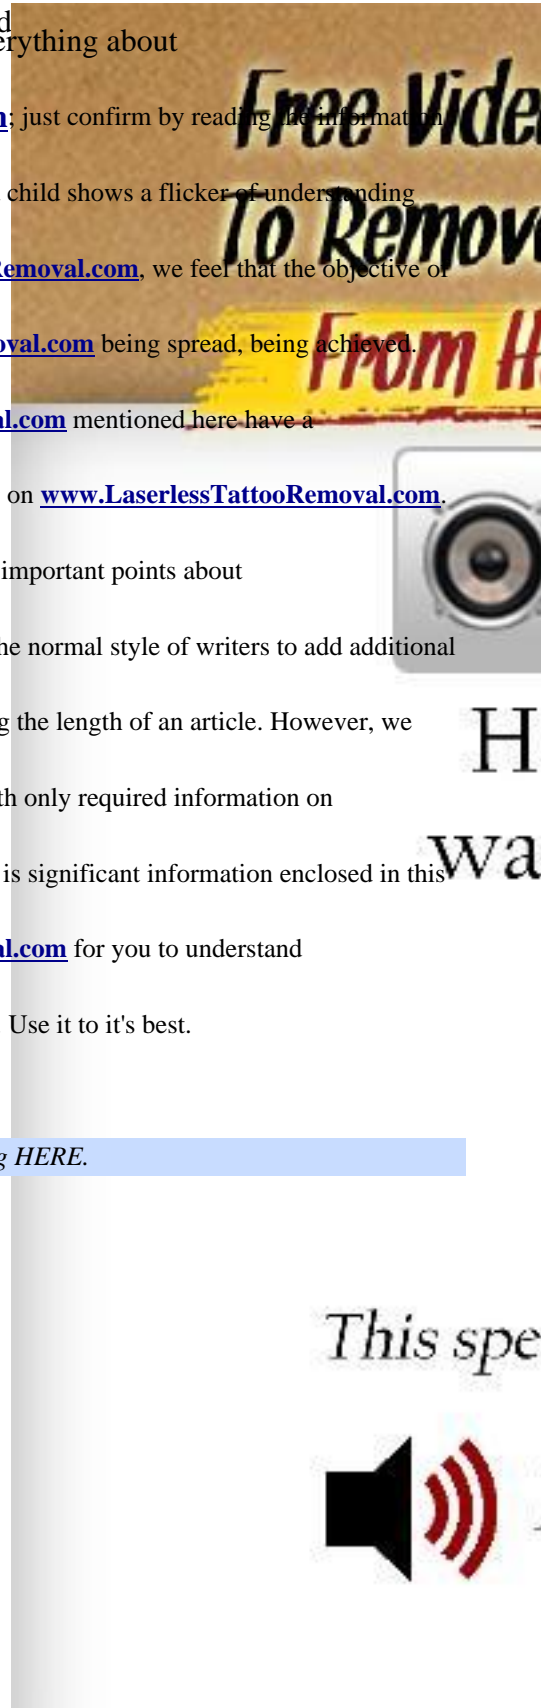 d
erything about
Free Vide
; just confirm by reading the information
child shows a flicker of understanding
To Remov
Removal.com, we feel that the objective of
oval.com being spread, being achieved.
From H
al.com mentioned here have a
on www.LaserlessTattooRemoval.com.
important points about
he normal style of writers to add additional
g the length of an article. However, we
H
th only required information on
is significant information enclosed in this
wa
al.com for you to understand
Use it to it's best.
g HERE.
This spe